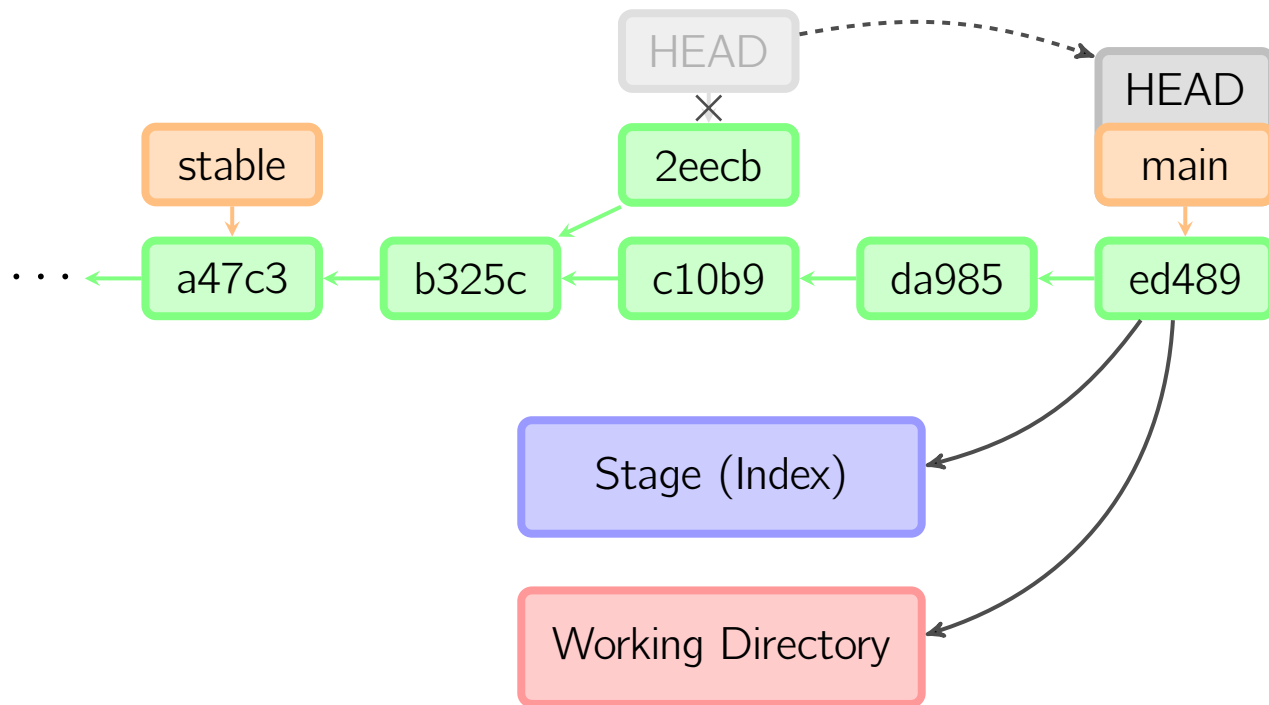 HEAD
HEAD
stable
2eecb
main
...
a47c3
b325c
c10b9
da985
ed489
Stage (Index)
Working Directory